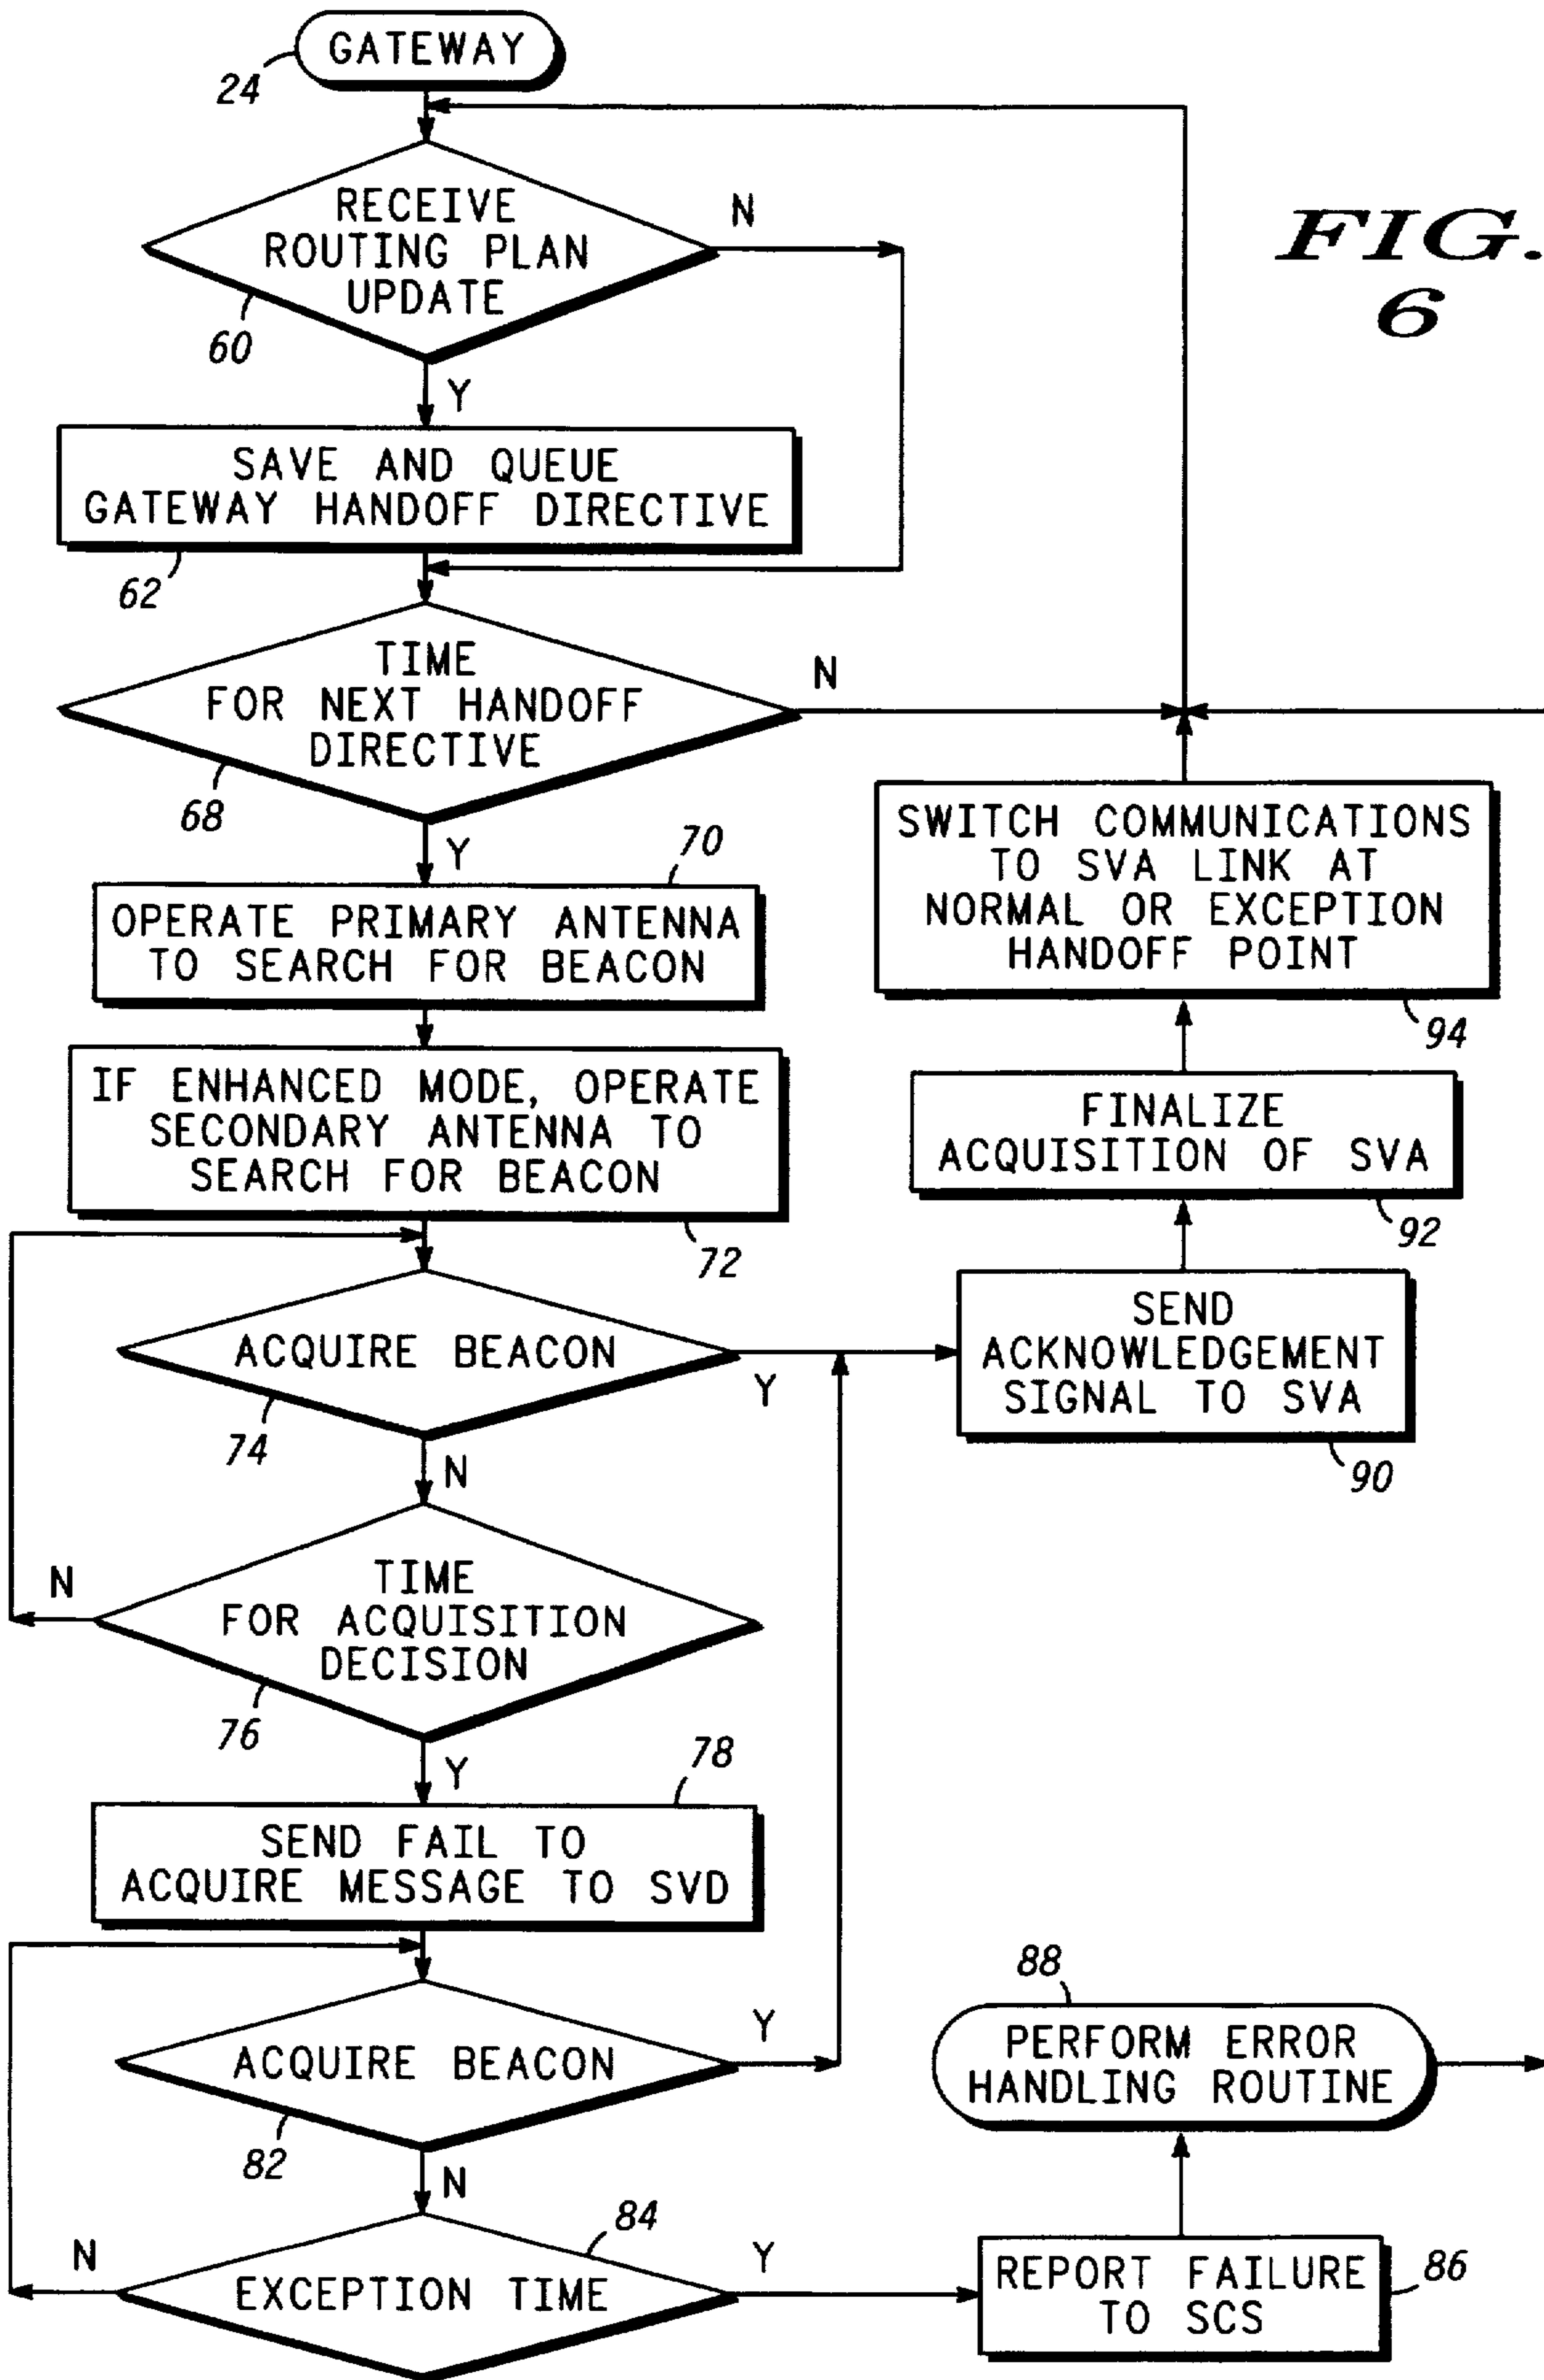 GATEWAY
24
RECEIVE
ROUTING PLAN
UPDATE
N
60
Y
FIG.
6
SAVE AND QUEUE
GATEWAY HANDOFF DIRECTIVE
62
TIME
FOR NEXT HANDOFF
DIRECTIVE
N
68
Y
70
OPERATE PRIMARY ANTENNA
TO SEARCH FOR BEACON
IF ENHANCED MODE, OPERATE
SECONDARY ANTENNA TO
SEARCH FOR BEACON
72
ACQUIRE BEACON
Y
74
N
TIME
FOR ACQUISITION
DECISION
N
76
Y
78
SEND FAIL TO
ACQUIRE MESSAGE TO SVD
ACQUIRE BEACON
Y
82
N
84
EXCEPTION TIME
N
Y
SWITCH COMMUNICATIONS
TO SVA LINK AT
NORMAL OR EXCEPTION
HANDOFF POINT
94
FINALIZE
ACQUISITION OF SVA
92
SEND
ACKNOWLEDGEMENT
SIGNAL TO SVA
90
88
PERFORM ERROR
HANDLING ROUTINE
REPORT FAILURE
TO SCS
86